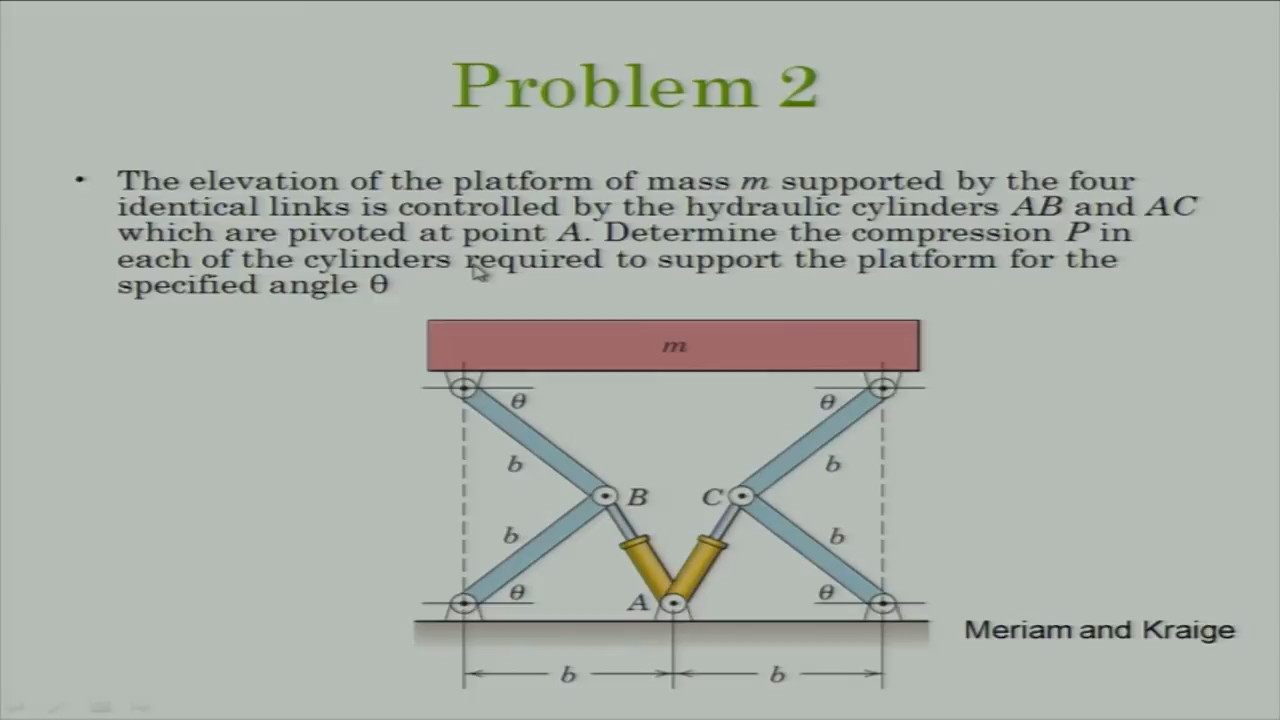 Problem 2
• The elevation of the platform of mass m supported by the four
identical links is controlled by the hydraulic cylinders AB and AC
which are pivoted at point A. Determine the compression P in
each of the cylinders required to support the platform for the
specified angle θ
m
θ θ
b b
B C
b b
θ A θ
Meriam and Kraige
b b